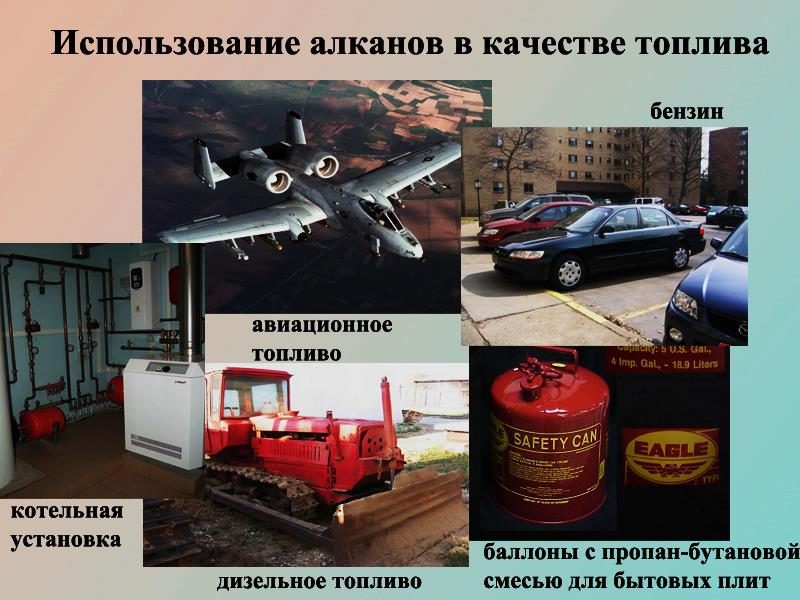 Использование алканов в качестве топлива
бензин
авиационное
топливо
Capacity: 5 U.S. Gal.,
4 Imp. Gal., - 18.9 Liters
SAFETY CAN
EAGLE
TYPE
котельная
установка
дизельное топливо
баллоны с пропан-бутановой
смесью для бытовых плит